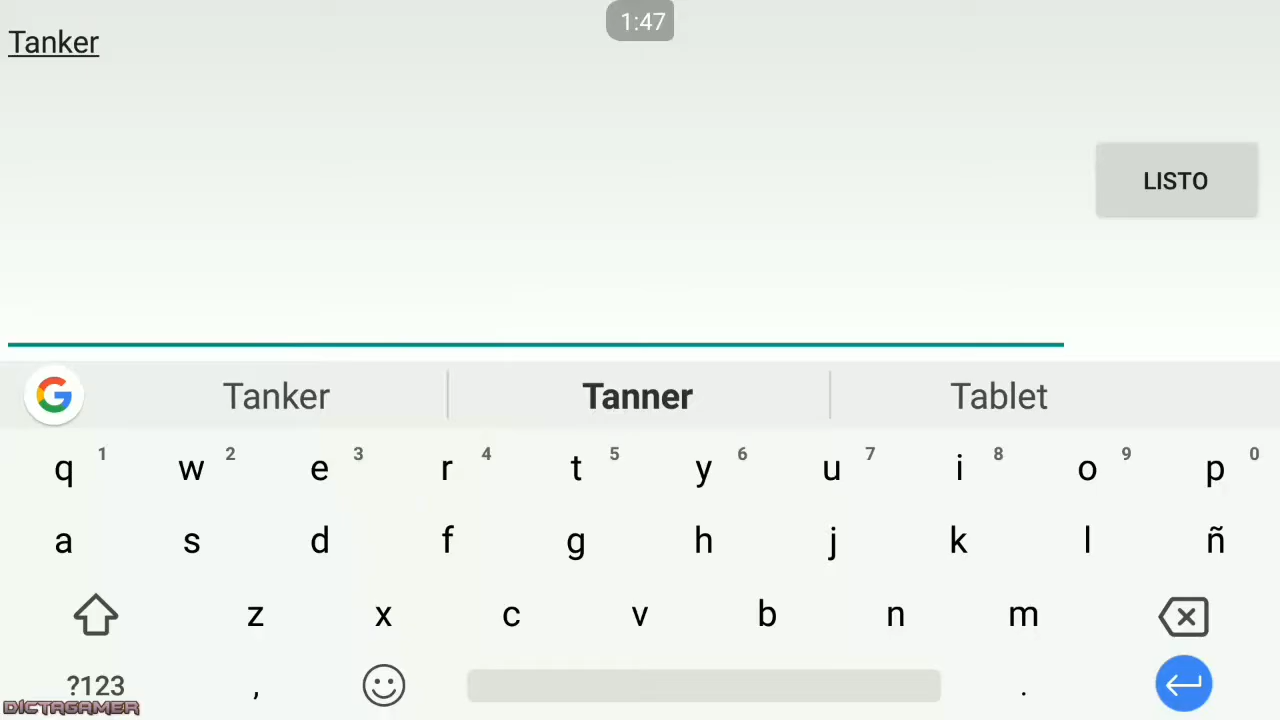 1:47
Tanker
LISTO
Tanker Tanner Tablet
q 1 w 2 e 3 r 4 t 5 y 6 u 7 i 8 o 9 p 0
a s d f g h j k l ñ
z x c v b n m
?123 , .
DICTAGAMER